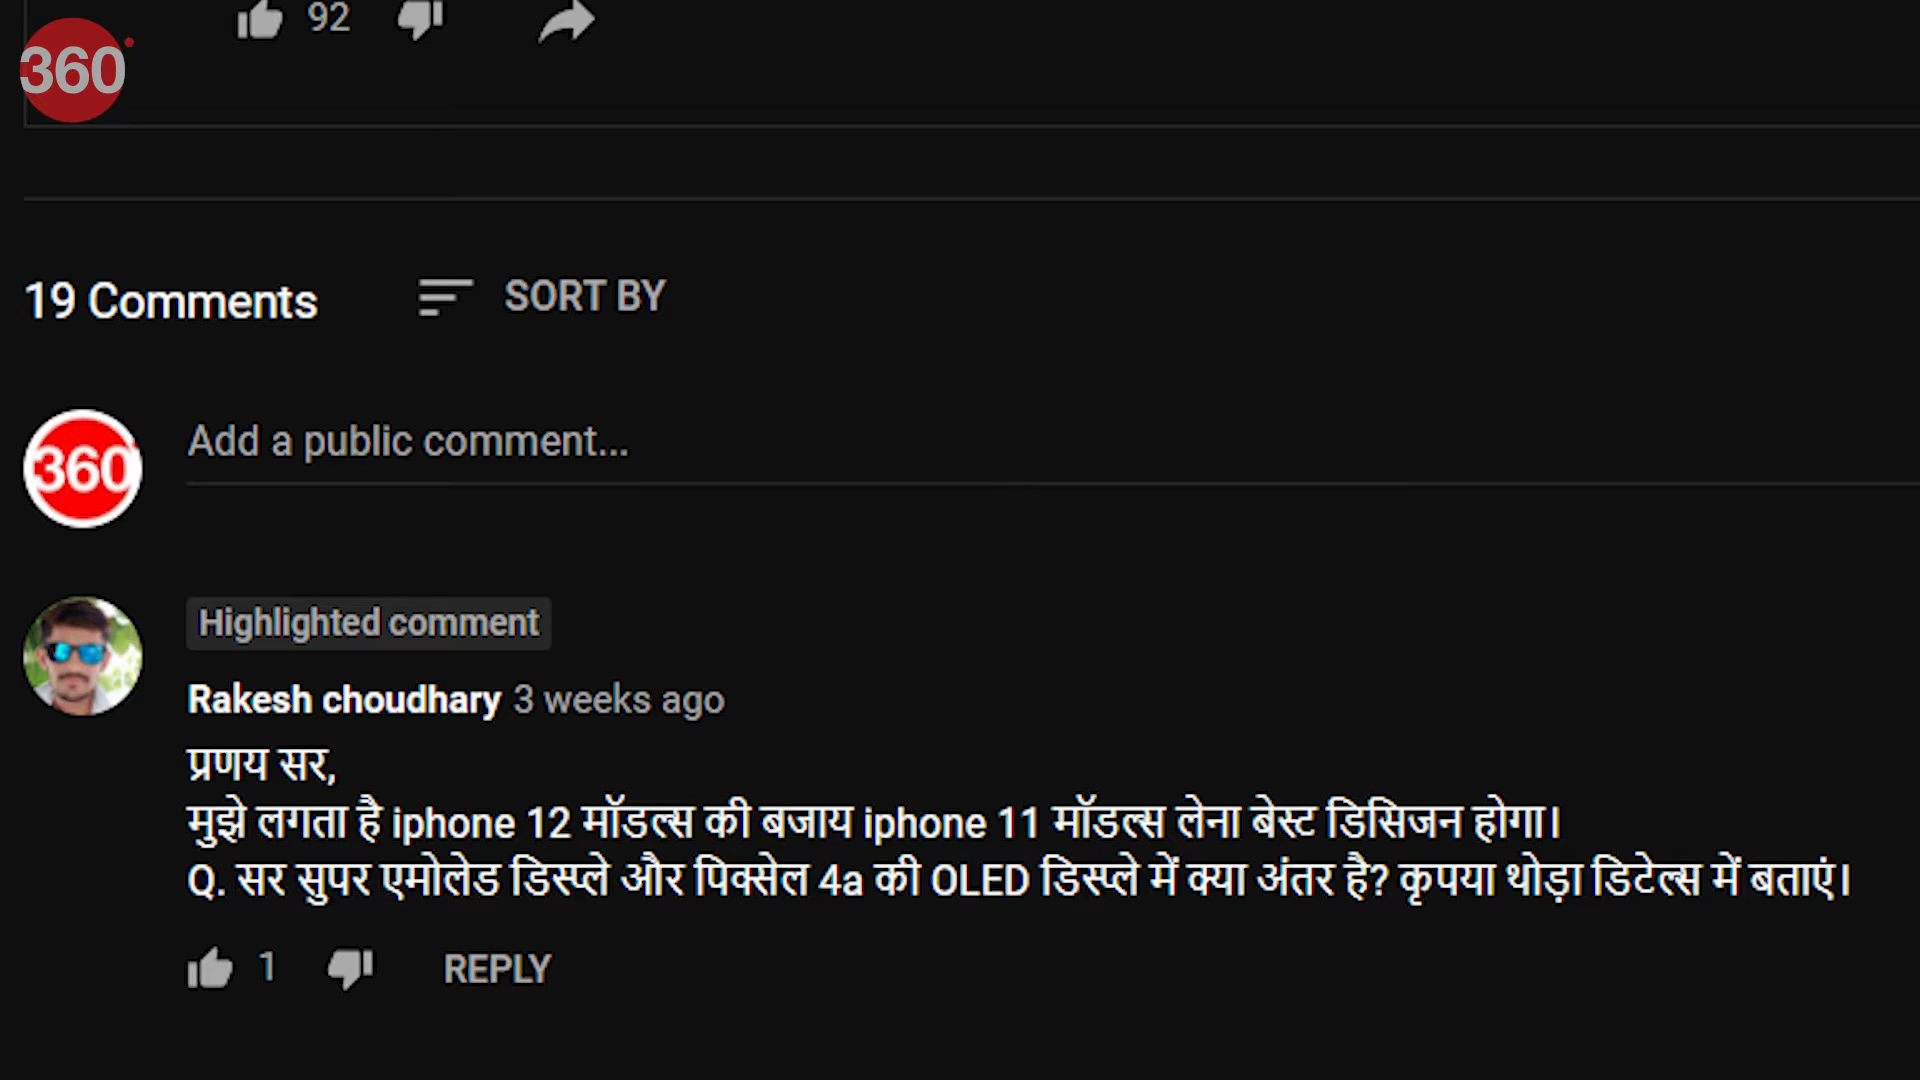 92
360
19 Comments SORT BY
360
Add a public comment...
Highlighted comment
Rakesh choudhary 3 weeks ago
प्रणय सर,
मुझे लगता है iphone 12 मॉडल्स की बजाय iphone 11 मॉडल्स लेना बेस्ट डिसिजन होगा।
Q. सर सुपर एमोलेड डिस्प्ले और पिक्सेल 4a की OLED डिस्प्ले में क्या अंतर है? कृपया थोड़ा डिटेल्स में बताएं।
1 REPLY